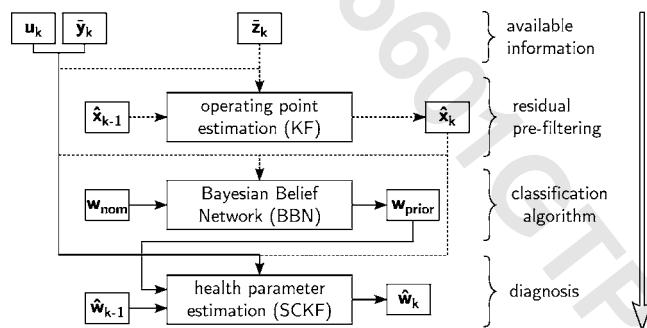 u_k ȳ_k z̄_k available
information
x̂_k-1 operating point
estimation (KF) x̂_k residual
pre-filtering
w_nom Bayesian Belief
Network (BBN) w_prior classification
algorithm
ŵ_k-1 health parameter
estimation (SCKF) ŵ_k diagnosis
6601GTP